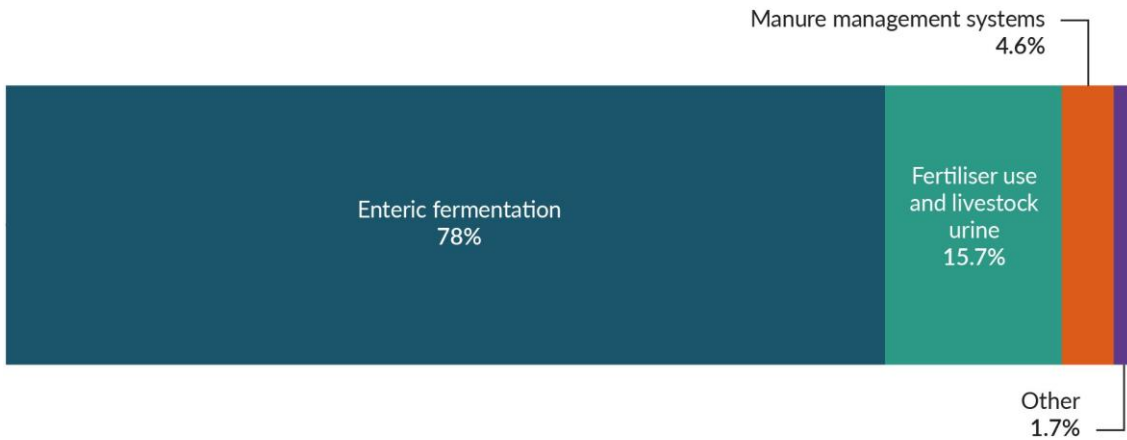 Manure management systems
4.6%
Enteric fermentation
78%
Fertiliser use
and livestock
urine
15.7%
Other
1.7%